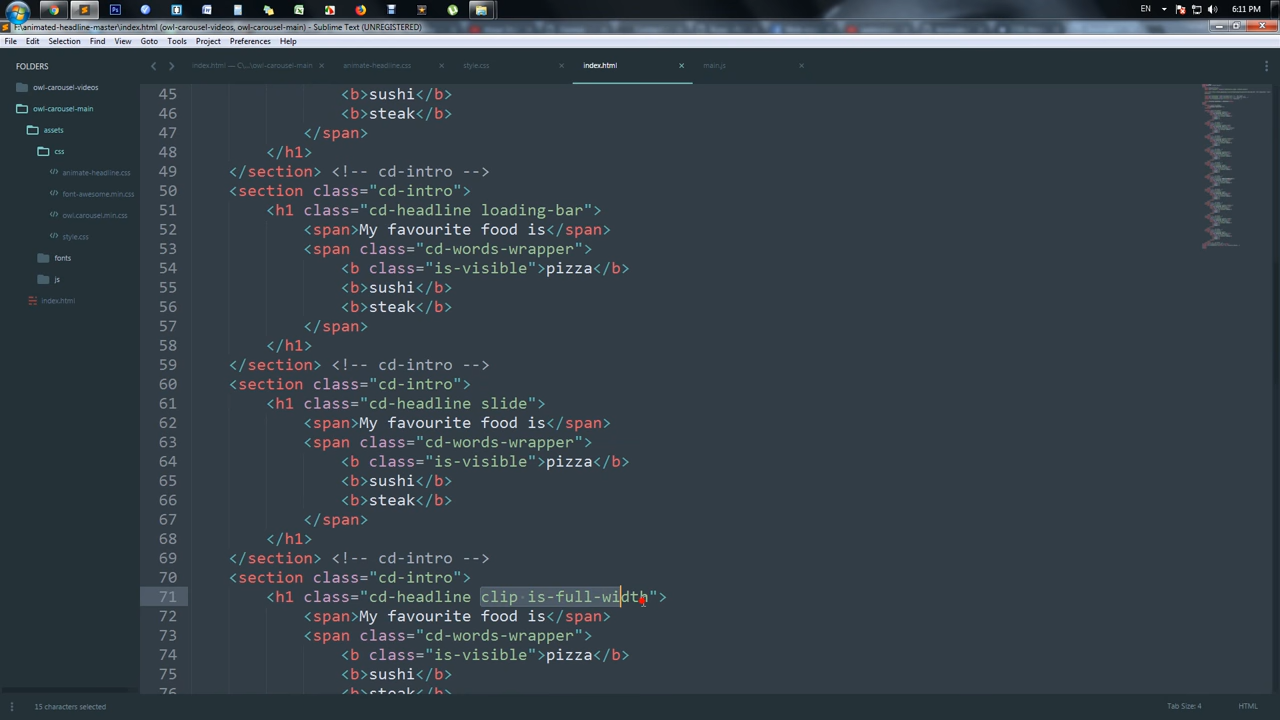 EN
6:11 PM
F:\animated-headline-master\index.html (owl-carousel-videos, owl-carousel-main) - Sublime Text (UNREGISTERED)
File Edit Selection Find View Goto Tools Project Preferences Help
FOLDERS
owl-carousel-videos
owl-carousel-main
assets
css
animate-headline.css
font-awesome.min.css
owl.carousel.min.css
style.css
fonts
js
index.html
index.html — C:\...\owl-carousel-main × animate-headline.css × style.css × index.html × main.js ×
45 <b>sushi</b>
46 <b>steak</b>
47 </span>
48 </h1>
49 </section> <!-- cd-intro -->
50 <section class="cd-intro">
51 <h1 class="cd-headline loading-bar">
52 <span>My favourite food is</span>
53 <span class="cd-words-wrapper">
54 <b class="is-visible">pizza</b>
55 <b>sushi</b>
56 <b>steak</b>
57 </span>
58 </h1>
59 </section> <!-- cd-intro -->
60 <section class="cd-intro">
61 <h1 class="cd-headline slide">
62 <span>My favourite food is</span>
63 <span class="cd-words-wrapper">
64 <b class="is-visible">pizza</b>
65 <b>sushi</b>
66 <b>steak</b>
67 </span>
68 </h1>
69 </section> <!-- cd-intro -->
70 <section class="cd-intro">
71 <h1 class="cd-headline clip is-full-width">
72 <span>My favourite food is</span>
73 <span class="cd-words-wrapper">
74 <b class="is-visible">pizza</b>
75 <b>sushi</b>
76 <b>steak</b>
15 characters selected
Tab Size: 4
HTML